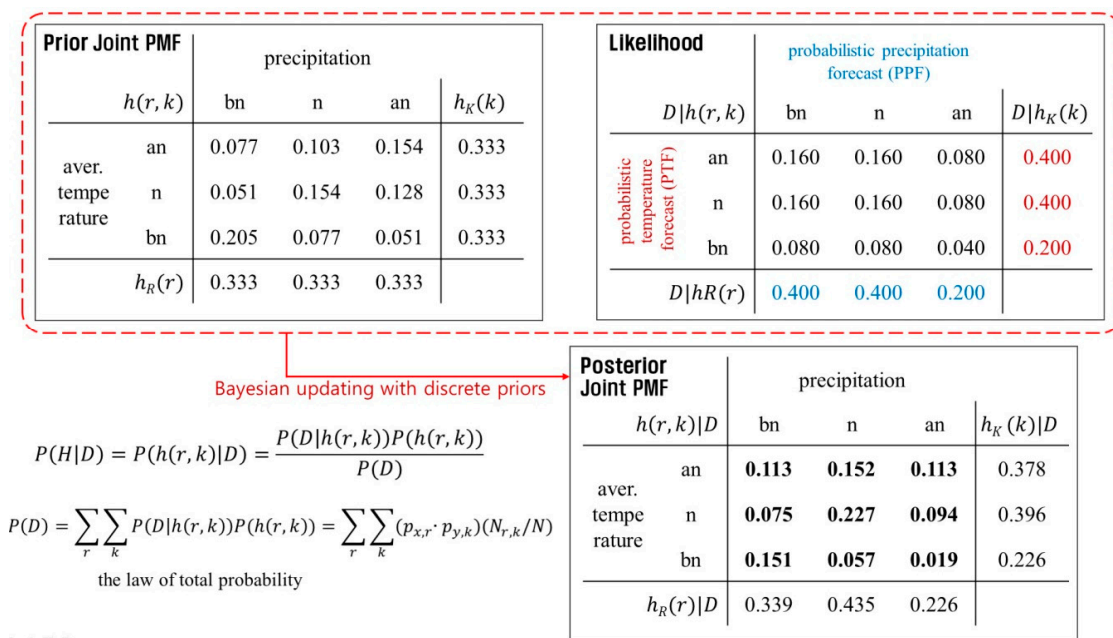 Prior Joint PMF
precipitation
h(r, k) bn n an h_K(k)
aver.
tempe
rature
an 0.077 0.103 0.154 0.333
n 0.051 0.154 0.128 0.333
bn 0.205 0.077 0.051 0.333
h_R(r) 0.333 0.333 0.333
Likelihood
probabilistic precipitation
forecast (PPF)
D|h(r, k) bn n an D|h_K(k)
probabilistic
temperature
forecast (PTF)
an 0.160 0.160 0.080 0.400
n 0.160 0.160 0.080 0.400
bn 0.080 0.080 0.040 0.200
D|hR(r) 0.400 0.400 0.200
Bayesian updating with discrete priors
P(H|D) = P(h(r, k)|D) = P(D|h(r, k))P(h(r, k)) / P(D)
P(D) = ∑_r ∑_k P(D|h(r, k))P(h(r, k)) = ∑_r ∑_k (p_{x,r} · p_{y,k})(N_{r,k}/N)
the law of total probability
Posterior
Joint PMF
precipitation
h(r, k)|D bn n an h_K(k)|D
aver.
tempe
rature
an 0.113 0.152 0.113 0.378
n 0.075 0.227 0.094 0.396
bn 0.151 0.057 0.019 0.226
h_R(r)|D 0.339 0.435 0.226